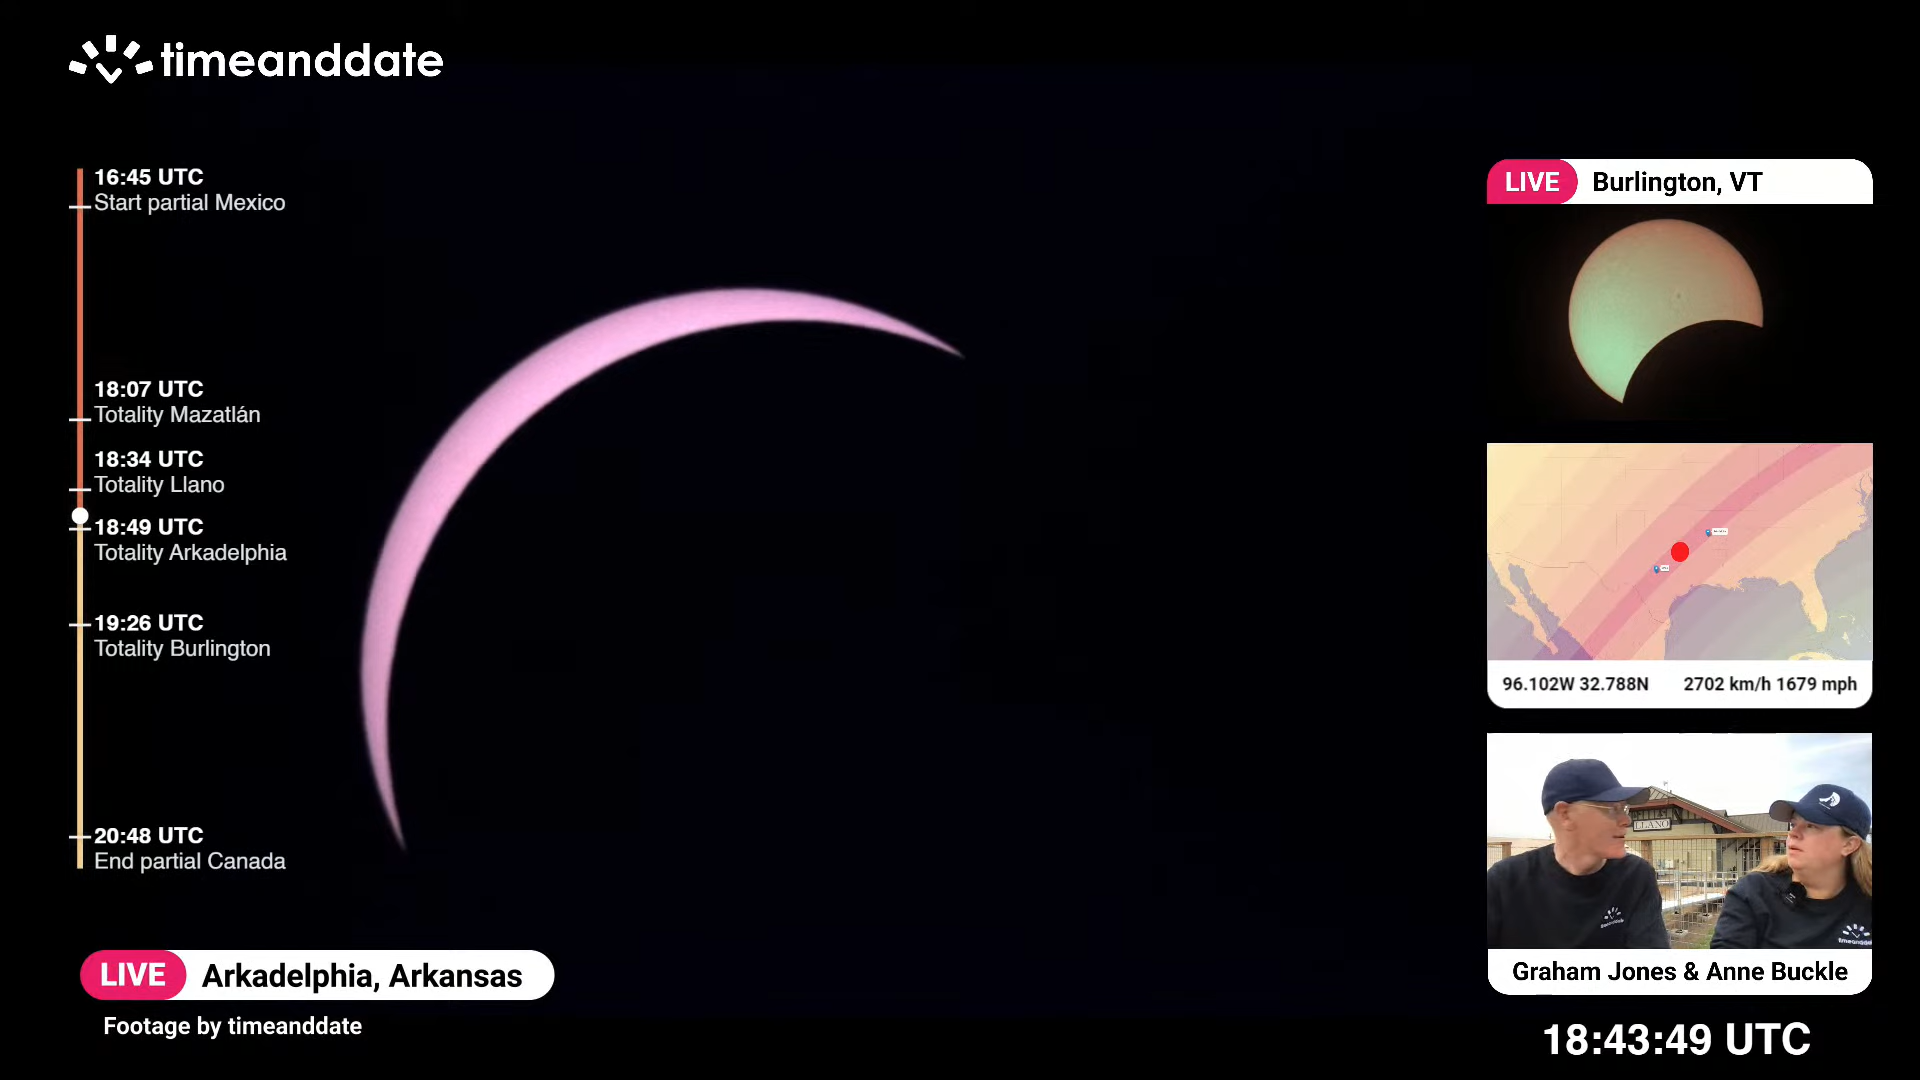 timeanddate
16:45 UTC
Start partial Mexico
18:07 UTC
Totality Mazatlán
18:34 UTC
Totality Llano
18:49 UTC
Totality Arkadelphia
19:26 UTC
Totality Burlington
20:48 UTC
End partial Canada
LIVE Arkadelphia, Arkansas
Footage by timeanddate
LIVE Burlington, VT
96.102W 32.788N 2702 km/h 1679 mph
LLANO
timeanddate
Graham Jones & Anne Buckle
18:43:49 UTC